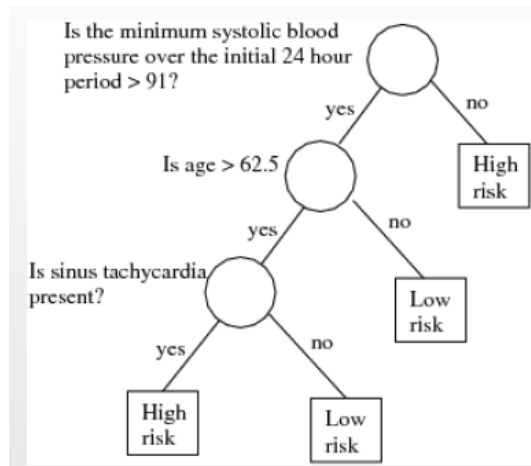 Is the minimum systolic blood
pressure over the initial 24 hour
period > 91?
yes
no
Is age > 62.5
High
risk
yes
no
Is sinus tachycardia
present?
Low
risk
yes
no
High
risk
Low
risk